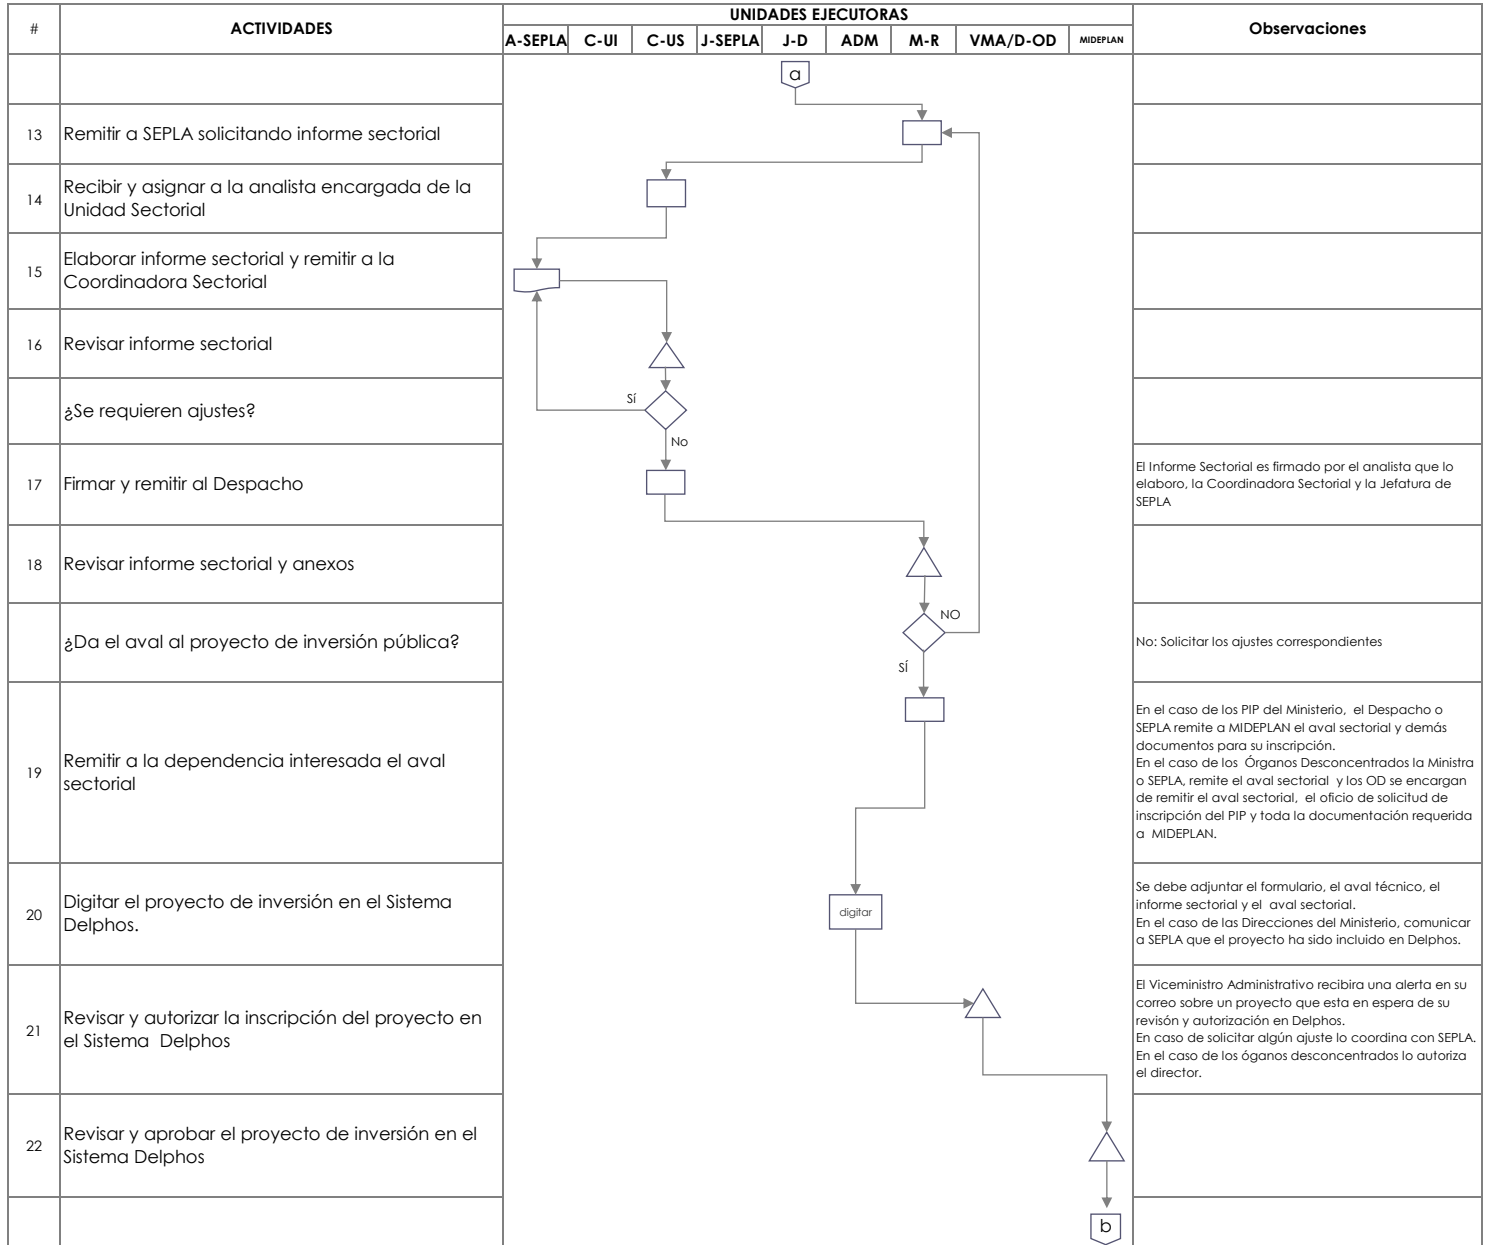 #
ACTIVIDADES
UNIDADES EJECUTORAS
Observaciones
A-SEPLA
C-UI
C-US
J-SEPLA
J-D
ADM
M-R
VMA/D-OD
MIDEPLAN
a
13
Remitir a SEPLA solicitando informe sectorial
14
Recibir y asignar a la analista encargada de la
Unidad Sectorial
15
Elaborar informe sectorial y remitir a la
Coordinadora Sectorial
16
Revisar informe sectorial
¿Se requieren ajustes?
Sí
No
17
Firmar y remitir al Despacho
El Informe Sectorial es firmado por el analista que lo
elaboro, la Coordinadora Sectorial y la Jefatura de
SEPLA
18
Revisar informe sectorial y anexos
¿Da el aval al proyecto de inversión pública?
NO
SÍ
No: Solicitar los ajustes correspondientes
19
Remitir a la dependencia interesada el aval
sectorial
En el caso de los PIP del Ministerio, el Despacho o
SEPLA remite a MIDEPLAN el aval sectorial y demás
documentos para su inscripción.
En el caso de los Órganos Desconcentrados la Ministra
o SEPLA, remite el aval sectorial y los OD se encargan
de remitir el aval sectorial, el oficio de solicitud de
inscripción del PIP y toda la documentación requerida
a MIDEPLAN.
20
Digitar el proyecto de inversión en el Sistema
Delphos.
digitar
Se debe adjuntar el formulario, el aval técnico, el
informe sectorial y el aval sectorial.
En el caso de las Direcciones del Ministerio, comunicar
a SEPLA que el proyecto ha sido incluido en Delphos.
21
Revisar y autorizar la inscripción del proyecto en
el Sistema Delphos
El Viceministro Administrativo recibira una alerta en su
correo sobre un proyecto que esta en espera de su
revisón y autorización en Delphos.
En caso de solicitar algún ajuste lo coordina con SEPLA.
En el caso de los óganos desconcentrados lo autoriza
el director.
22
Revisar y aprobar el proyecto de inversión en el
Sistema Delphos
b